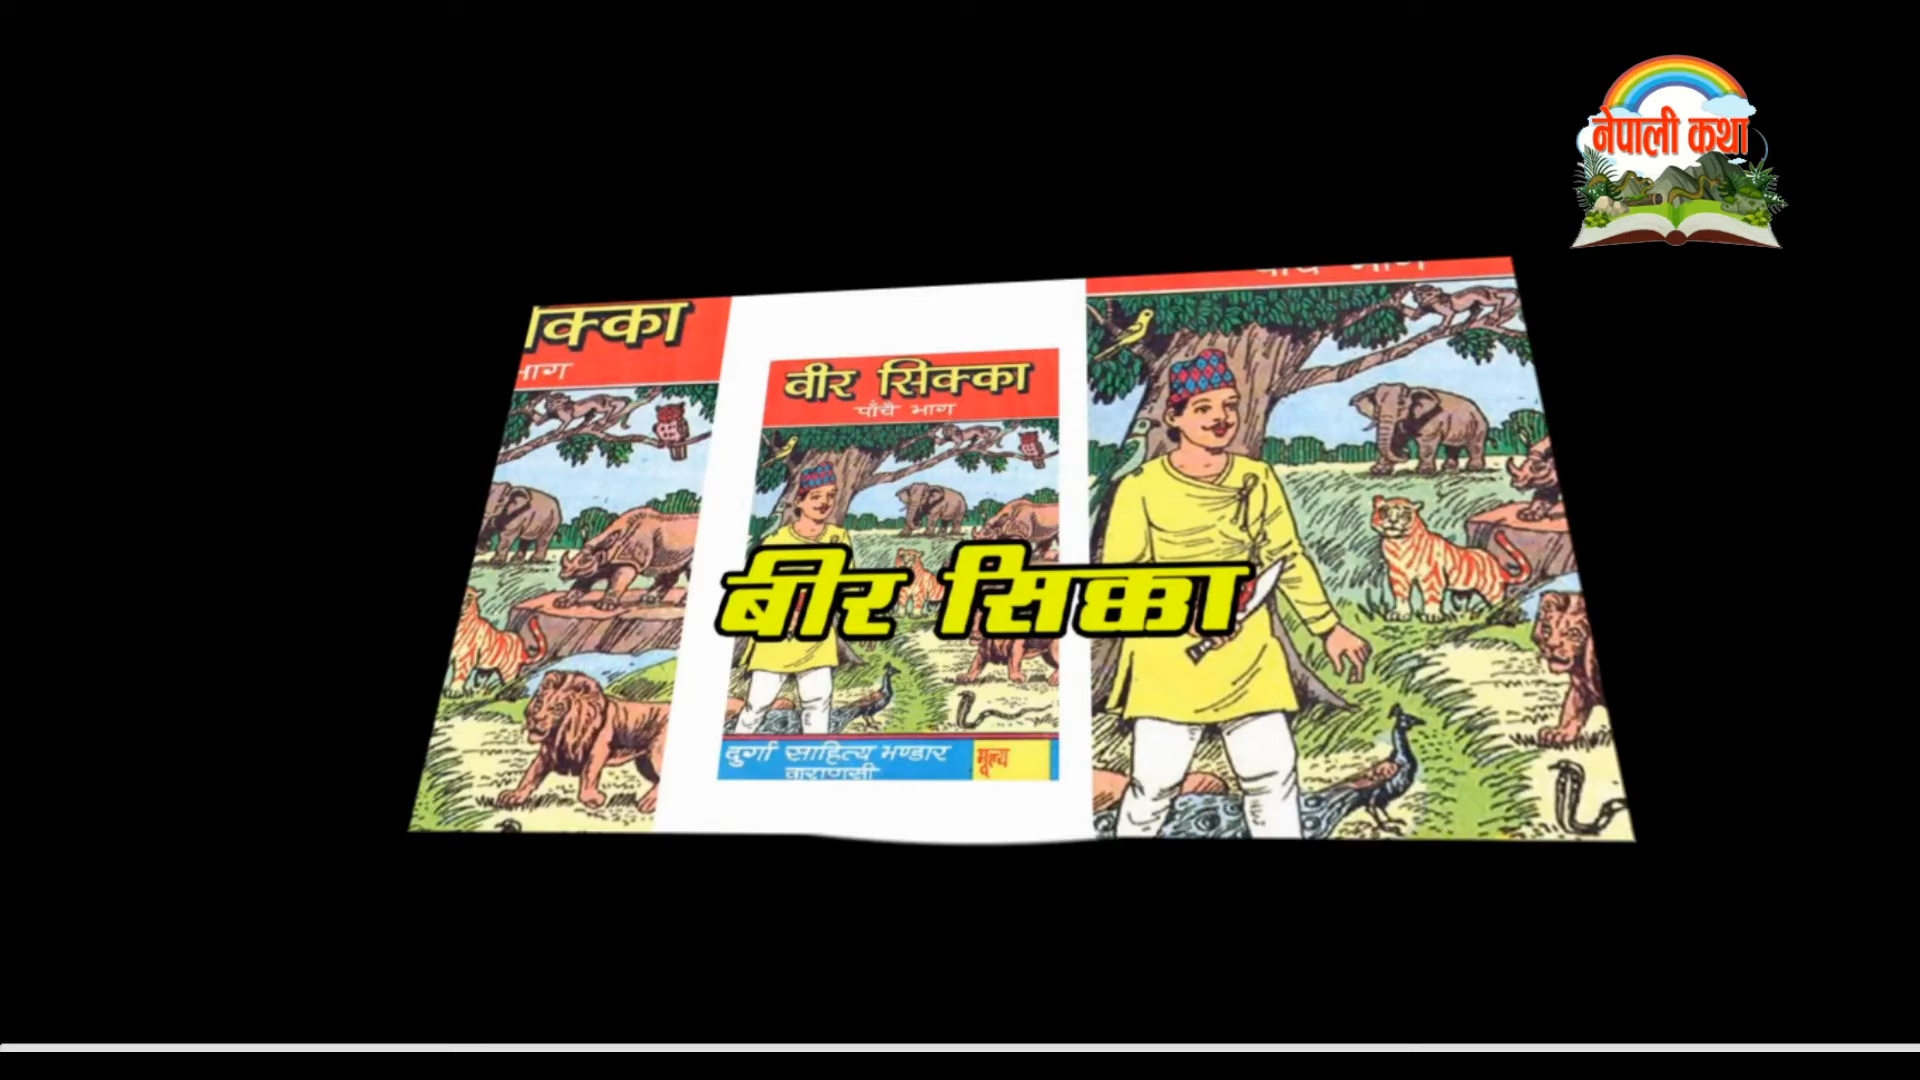 नेपाली कथा
वीर सिक्का
पाँचै भाग
बीर सिक्का
दुर्गा साहित्य भण्डार
वाराणसी
मूल्य